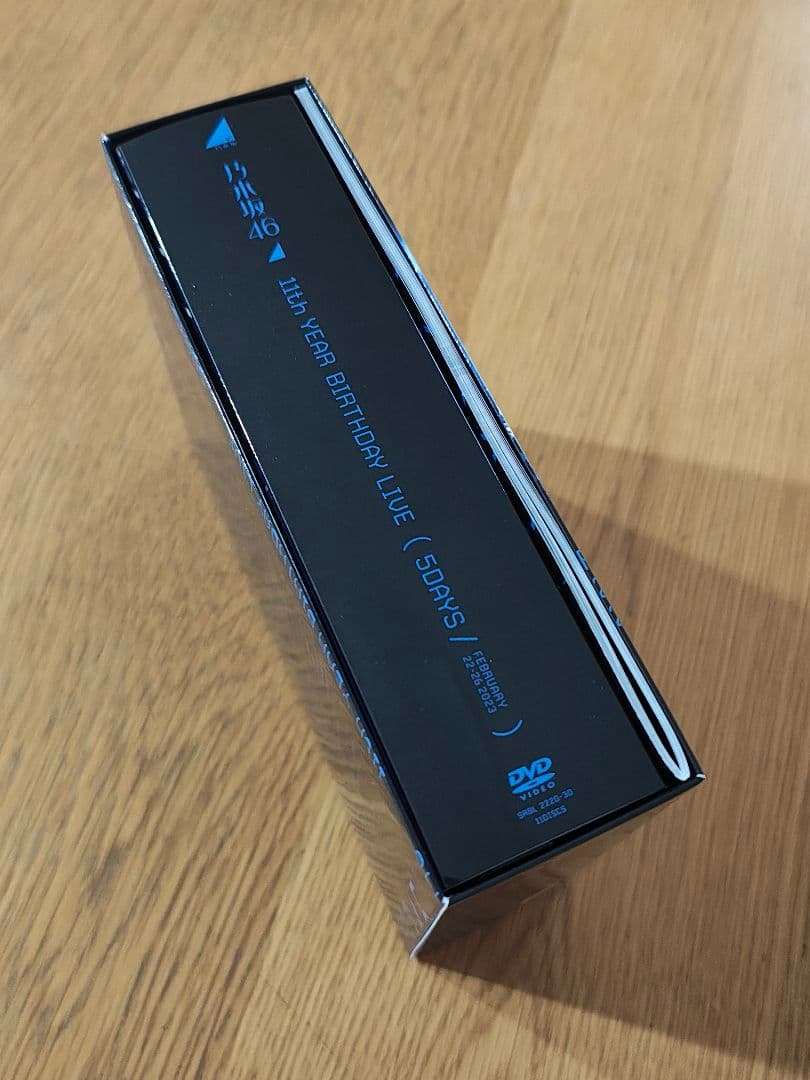 乃木坂46
11th YEAR BIRTHDAY LIVE ( 5DAYS /
FEBRUARY
22-26 2023
)
DVD
VIDEO
SRBL 2220-30
11DISCS